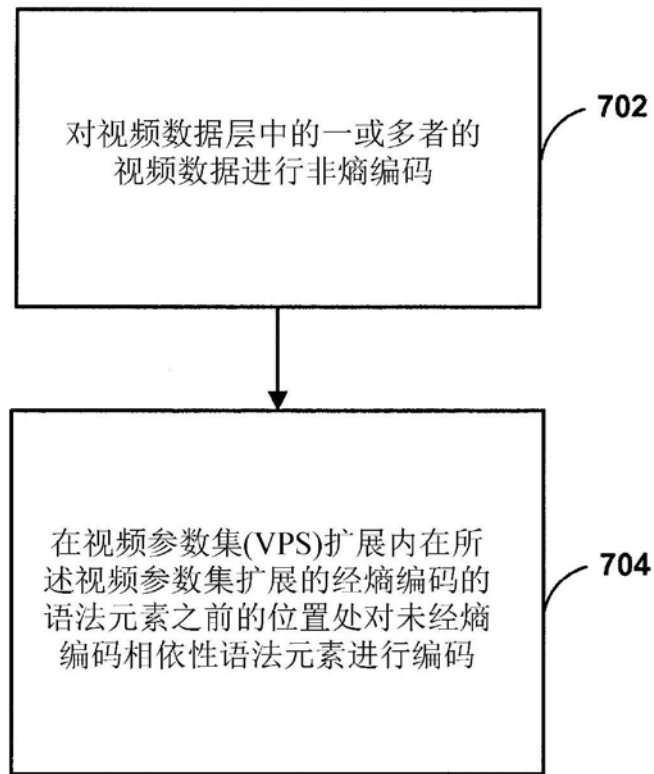 对视频数据层中的一或多者的
视频数据进行非熵编码
702
在视频参数集(VPS)扩展内在所
述视频参数集扩展的经熵编码的
语法元素之前的位置处对未经熵
编码相依性语法元素进行编码
704